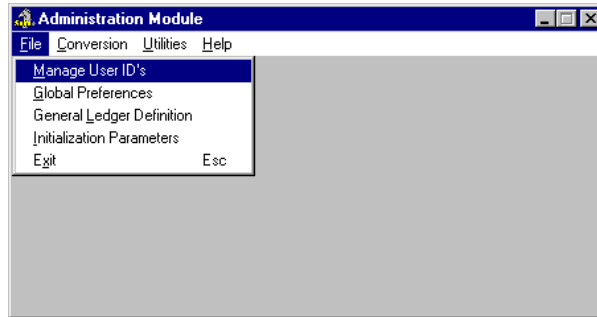 Administration Module
File Conversion Utilities Help
Manage User ID's
Global Preferences
General Ledger Definition
Initialization Parameters
Exit Esc